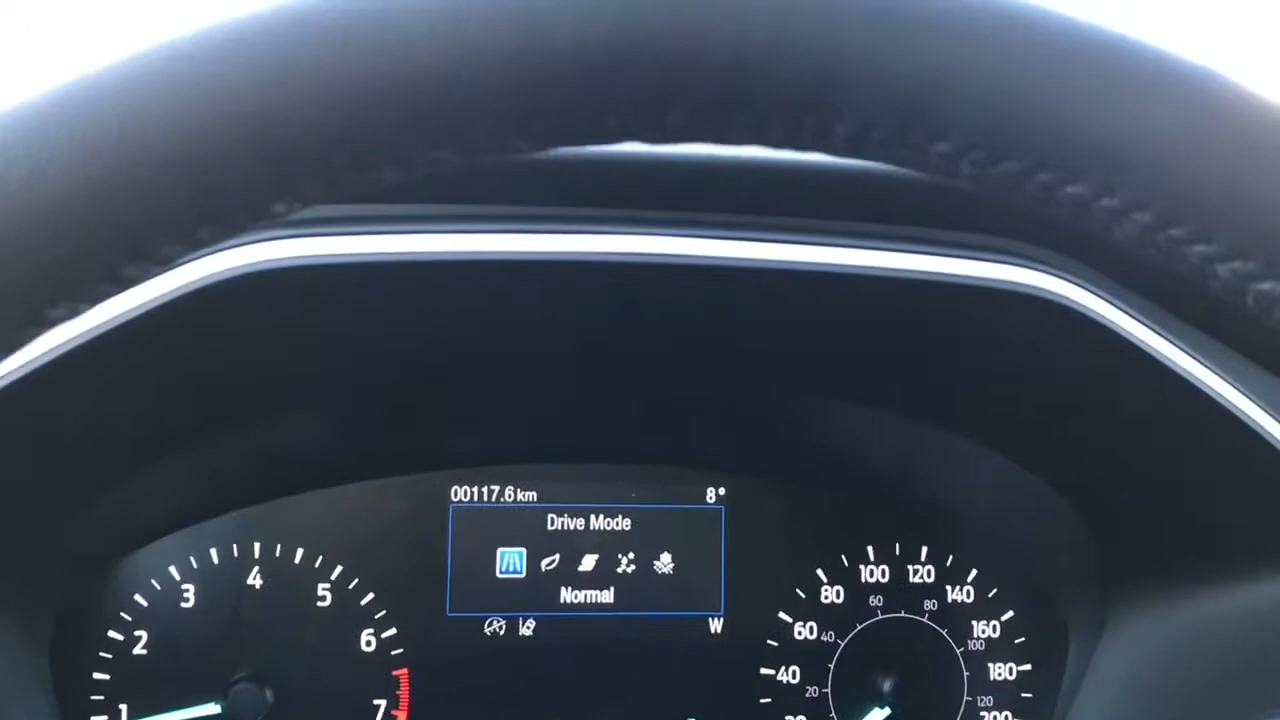 00117.6 km 8°
Drive Mode
Normal
W
1 2 3 4 5 6 7
40 60 80 100 120 140 160 180 200
20 40 60 80 100 120